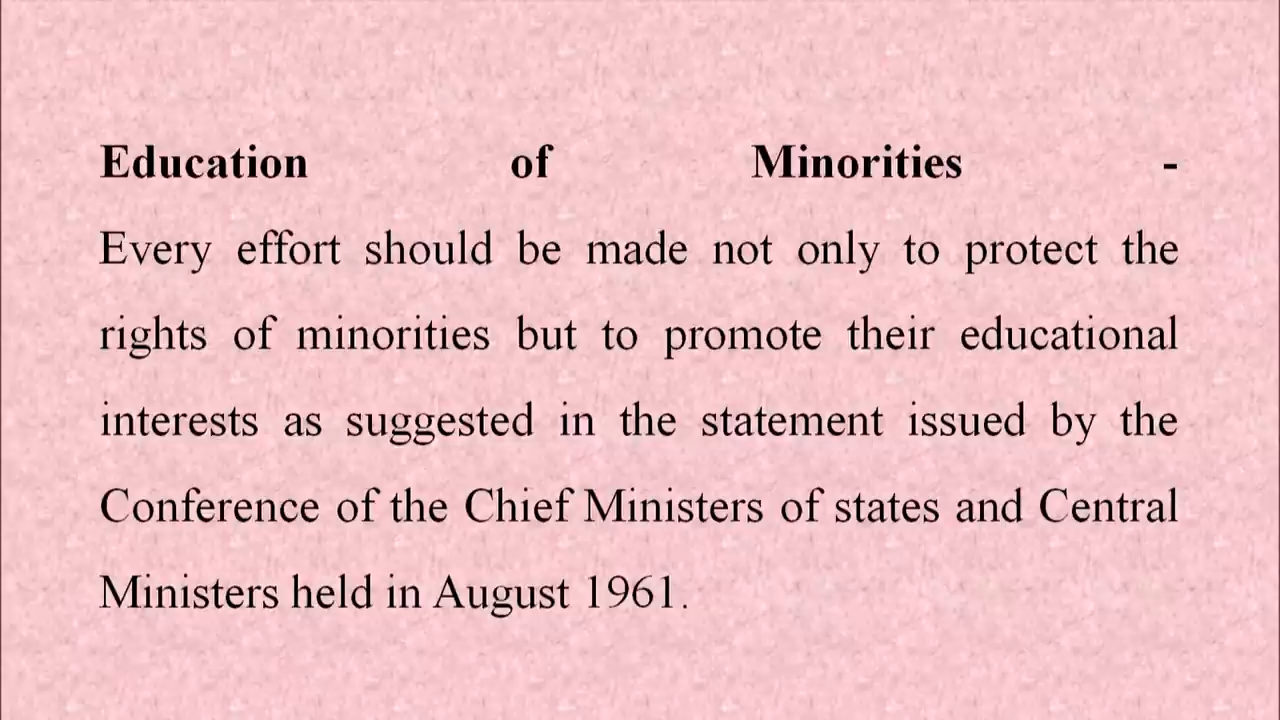 Education of Minorities -
Every effort should be made not only to protect the
rights of minorities but to promote their educational
interests as suggested in the statement issued by the
Conference of the Chief Ministers of states and Central
Ministers held in August 1961.